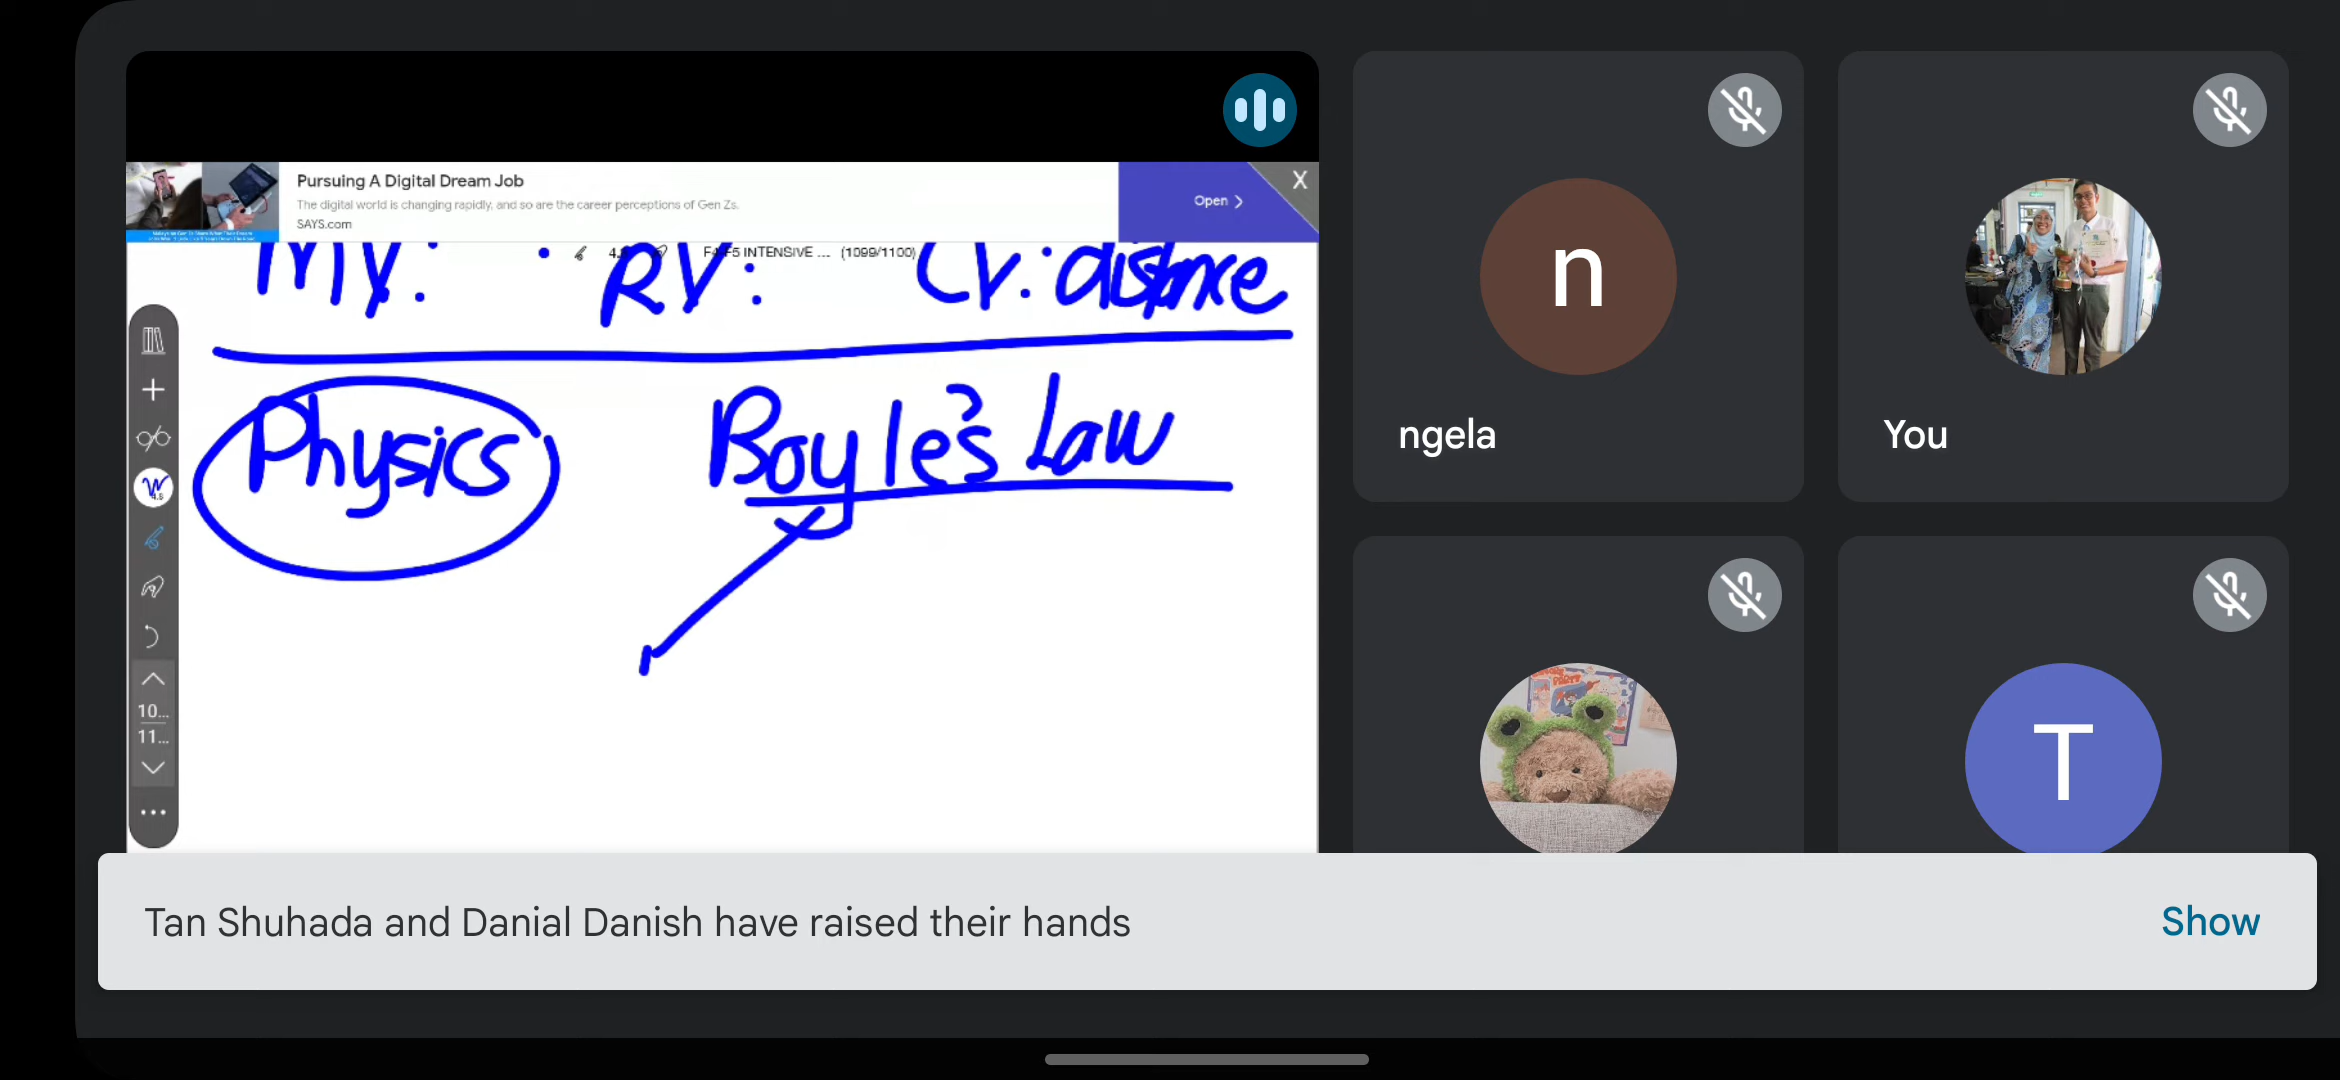 Pursuing A Digital Dream Job
The digital world is changing rapidly, and so are the career perceptions of Gen Zs.
SAYS.com
Open
X
F5 INTENSIVE ... (1099/1100)
MV: RV: CV: distance
Physics
Boyle's Law
10...
11...
n
ngela
You
T
Tan Shuhada and Danial Danish have raised their hands
Show